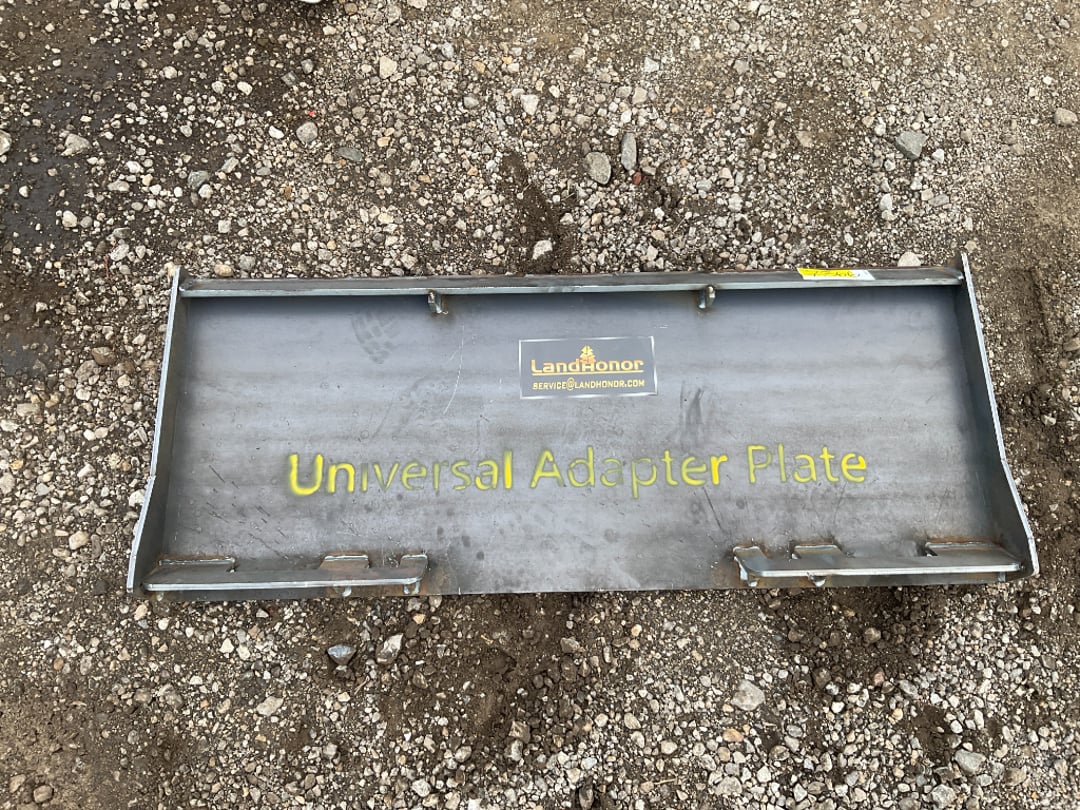 LandHonor
SERVICE@LANDHONOR.COM
Universal Adapter Plate